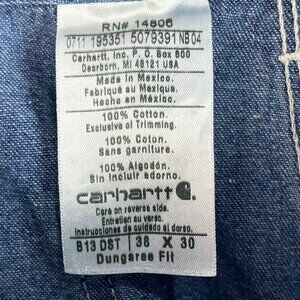 RN# 14806
0711 195351 5079391 NB 04
Carhartt, Inc. P.O. Box 600
Dearborn, MI 48121 USA
Made in Mexico
Fabriqué au Mexique
Hecho en México
100% Cotton.
Exclusive of Trimming.
100% Coton.
Sans garniture.
100% Algodón.
Sin incluir adorno.
carhartt
Care on reverse side.
Entretien au verso.
Instrucciones de cuidado al dorso.
B13 DST 38 X 30
Dungaree Fit